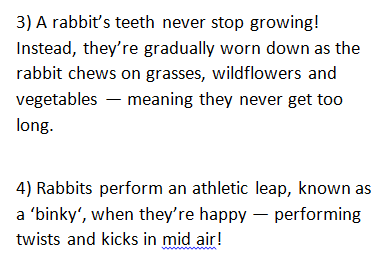 3) A rabbit's teeth never stop growing!
Instead, they're gradually worn down as the
rabbit chews on grasses, wildflowers and
vegetables — meaning they never get too
long.
4) Rabbits perform an athletic leap, known as
a ‘binky‘, when they're happy — performing
twists and kicks in mid air!